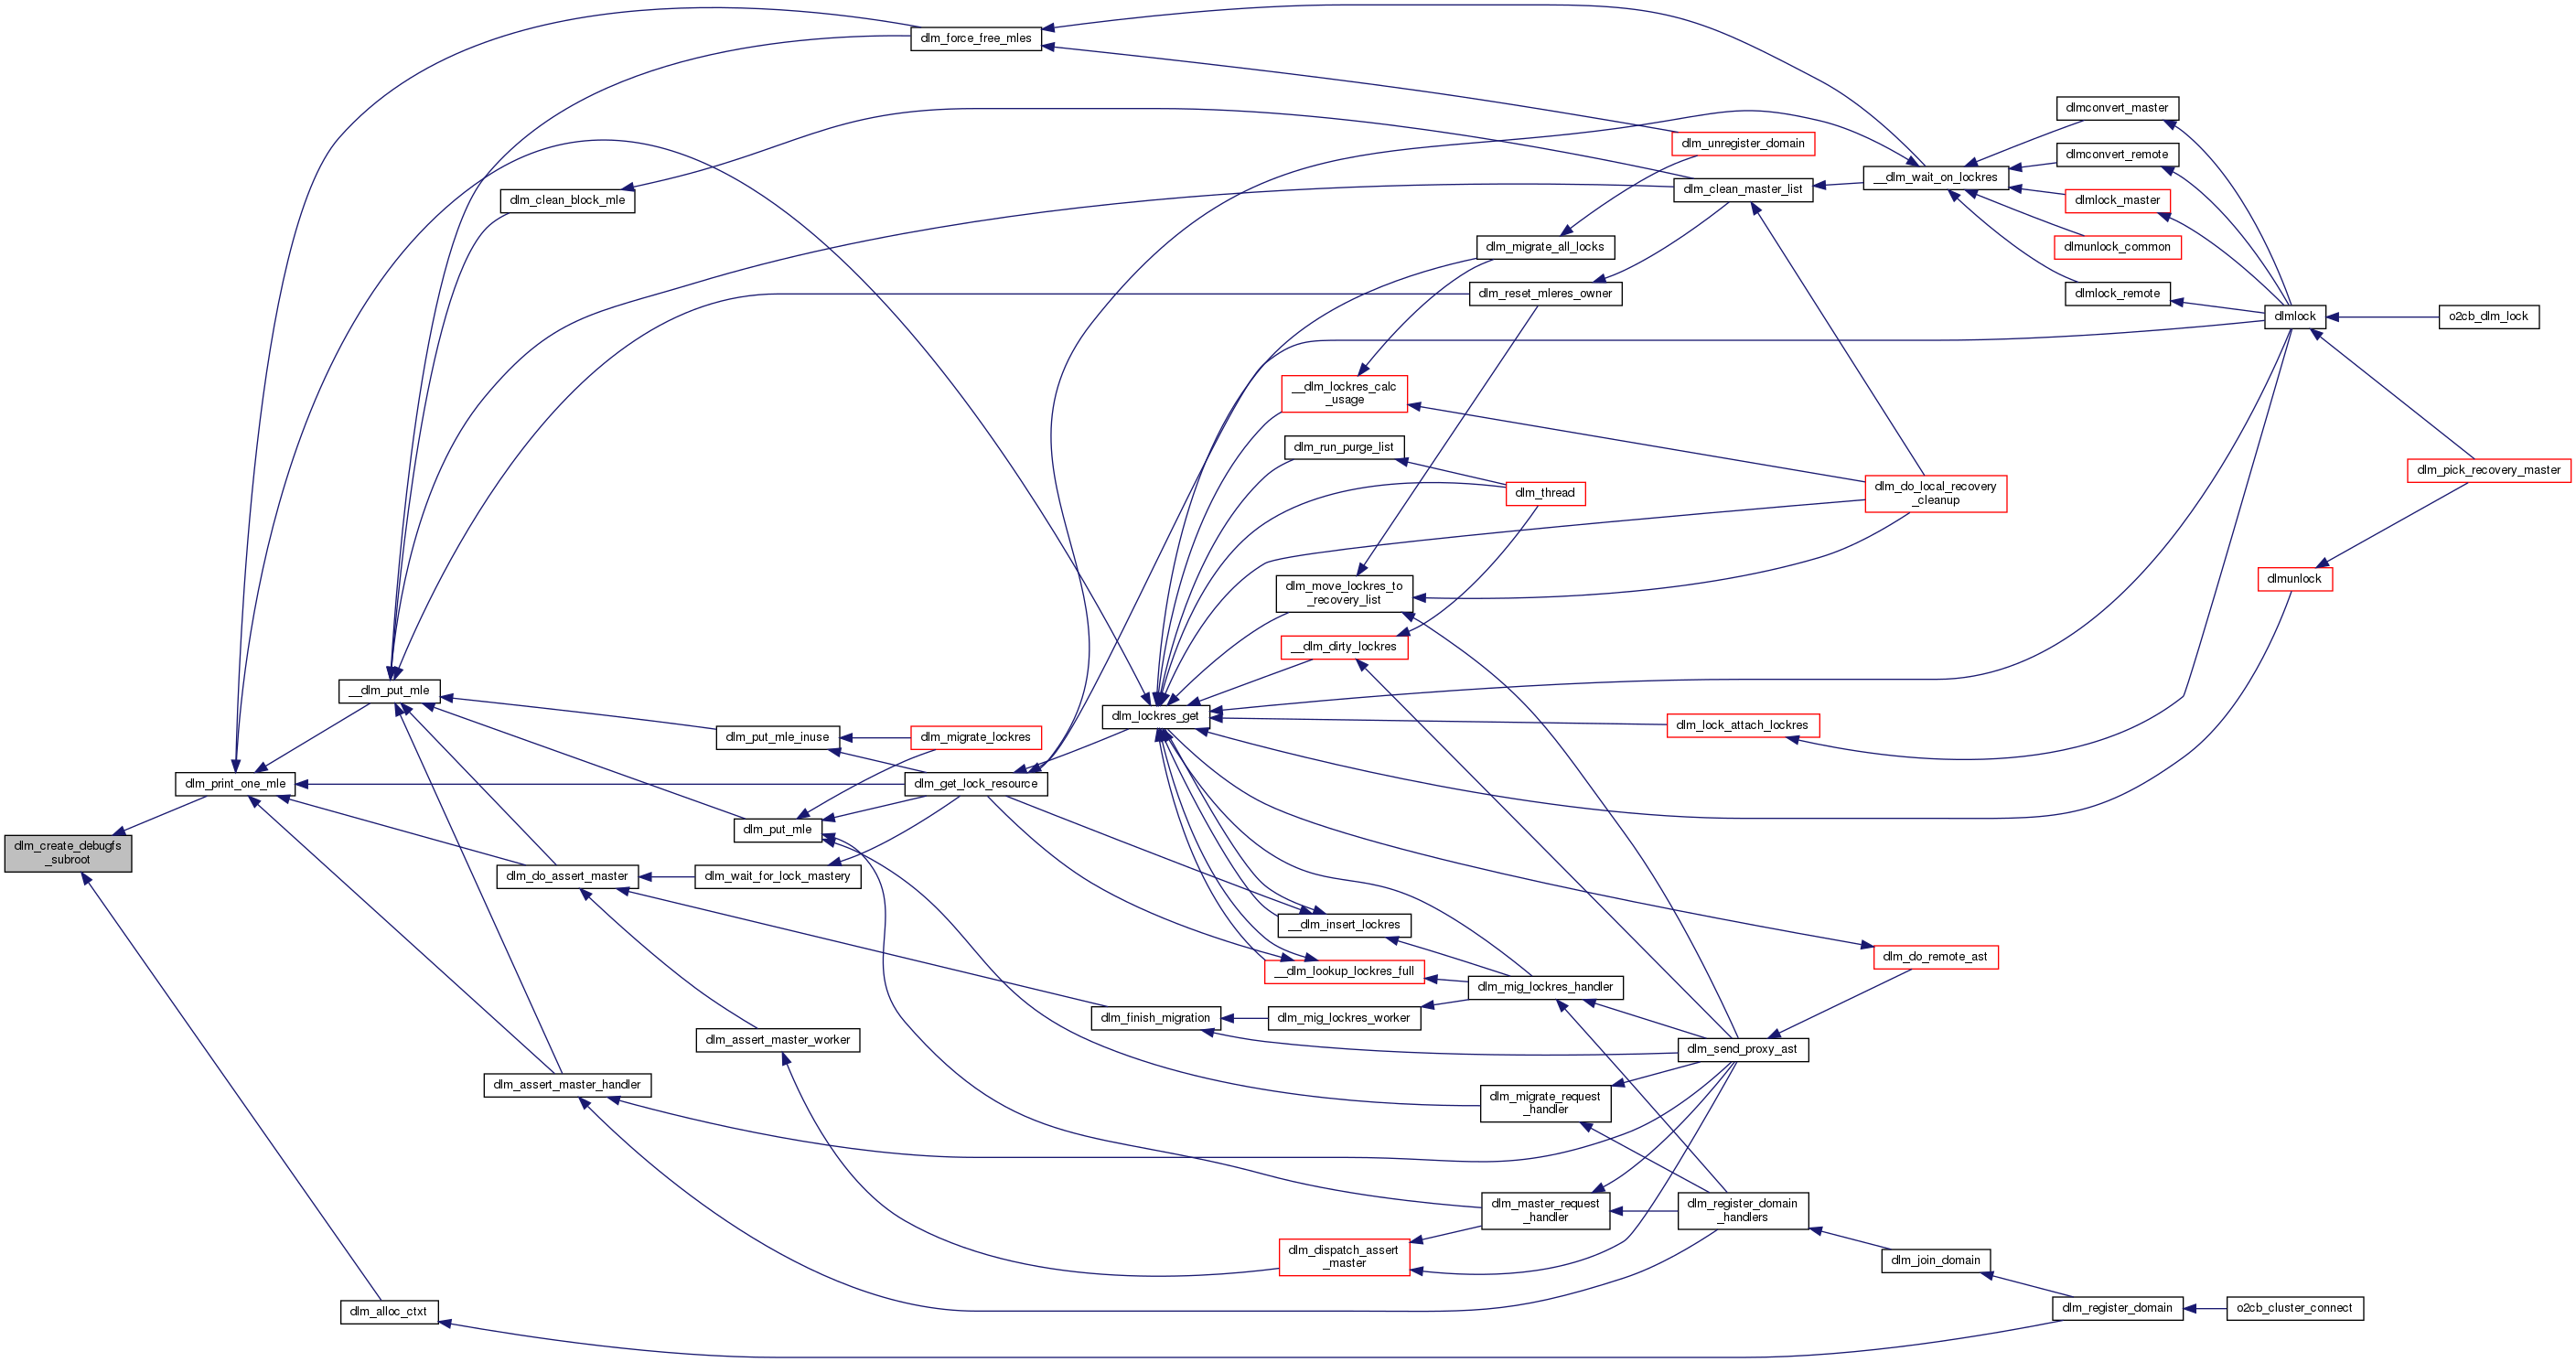 dlm_force_free_mles
dlmconvert_master
dlm_unregister_domain
dlmconvert_remote
__dlm_wait_on_lockres
dlm_clean_master_list
dlm_clean_block_mle
dlmlock_master
dlm_migrate_all_locks
dlmunlock_common
dlm_reset_mleres_owner
dlmlock_remote
dlmlock
o2cb_dlm_lock
__dlm_lockres_calc
_usage
dlm_run_purge_list
dlm_pick_recovery_master
dlm_thread
dlm_do_local_recovery
_cleanup
dlmunlock
dlm_move_lockres_to
_recovery_list
__dlm_dirty_lockres
__dlm_put_mle
dlm_lockres_get
dlm_lock_attach_lockres
dlm_put_mle_inuse
dlm_migrate_lockres
dlm_print_one_mle
dlm_get_lock_resource
dlm_put_mle
dlm_create_debugfs
_subroot
dlm_do_assert_master
dlm_wait_for_lock_mastery
__dlm_insert_lockres
dlm_do_remote_ast
__dlm_lookup_lockres_full
dlm_mig_lockres_handler
dlm_finish_migration
dlm_mig_lockres_worker
dlm_assert_master_worker
dlm_send_proxy_ast
dlm_assert_master_handler
dlm_migrate_request
_handler
dlm_master_request
_handler
dlm_register_domain
_handlers
dlm_dispatch_assert
_master
dlm_join_domain
dlm_alloc_ctxt
dlm_register_domain
o2cb_cluster_connect